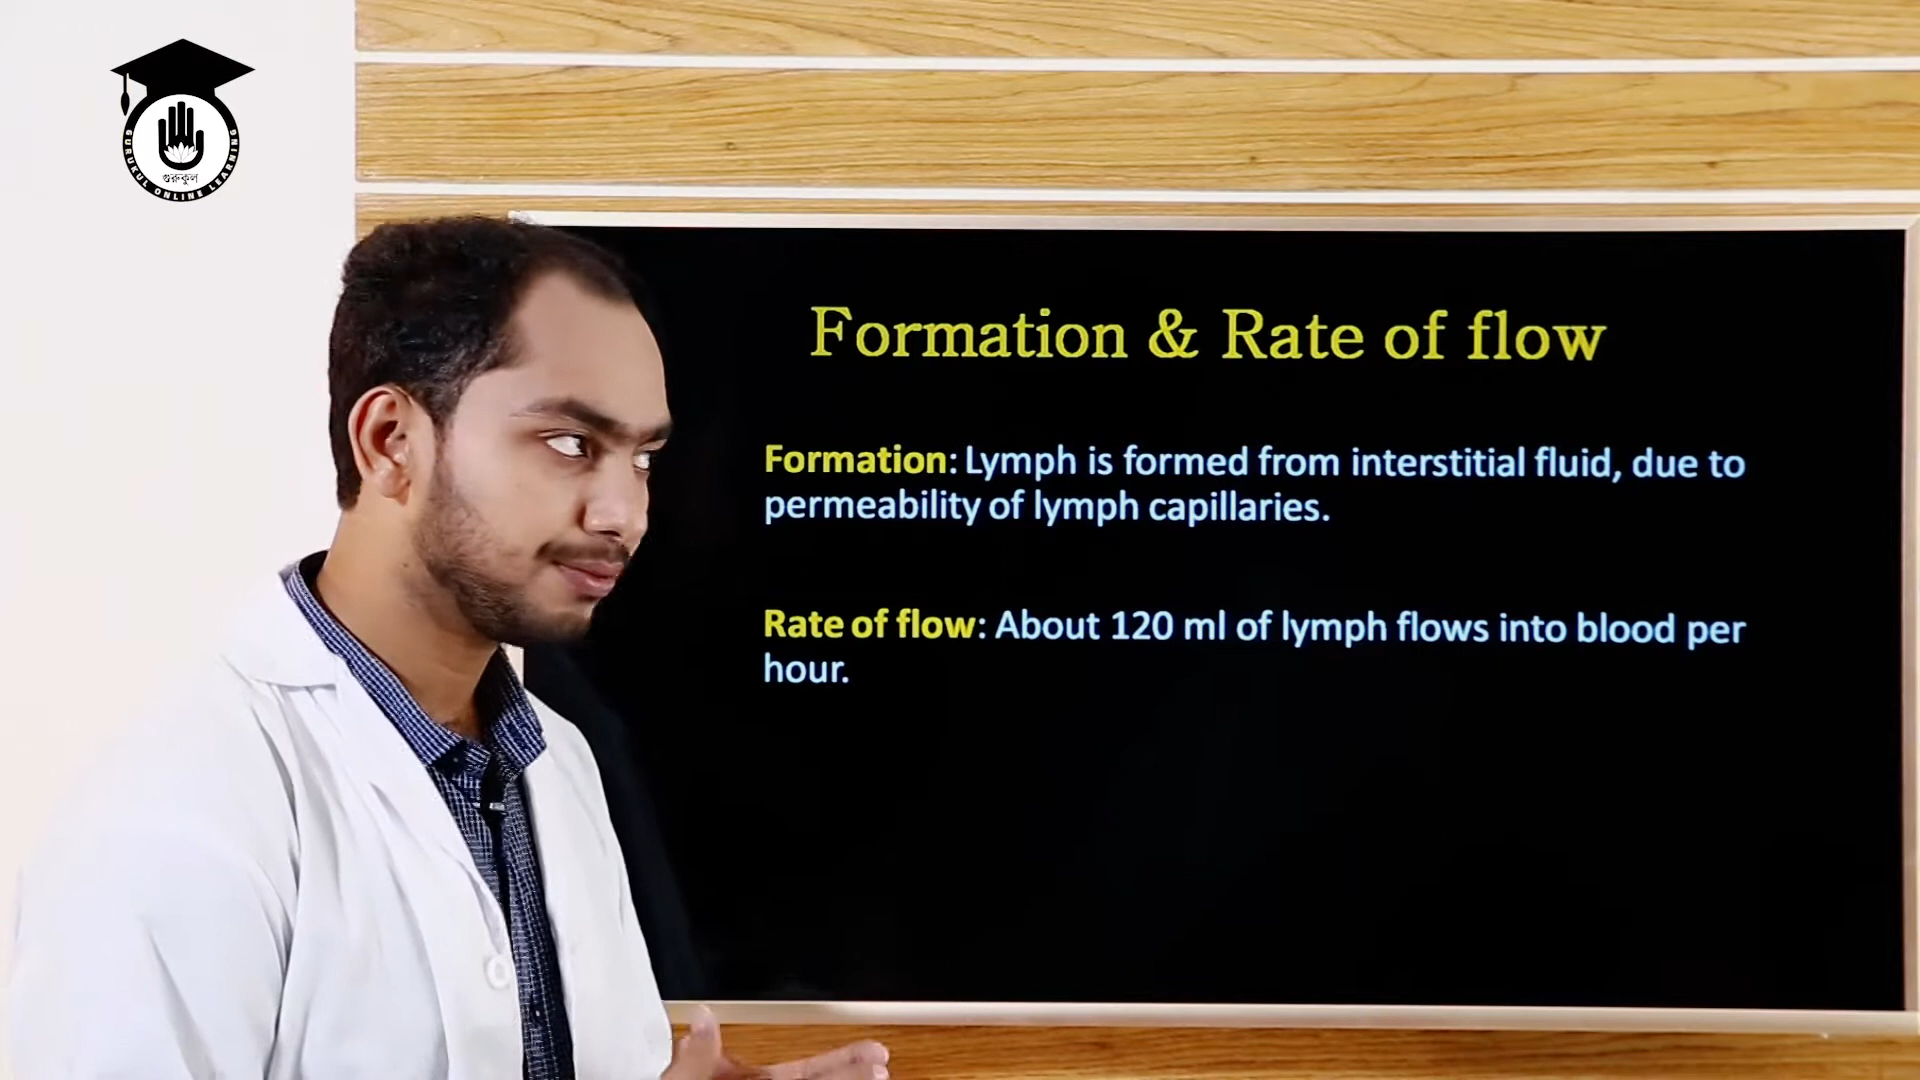 গুরুকুল
GURUKUL ONLINE LEARNING
Formation & Rate of flow
Formation: Lymph is formed from interstitial fluid, due to
permeability of lymph capillaries.
Rate of flow: About 120 ml of lymph flows into blood per
hour.